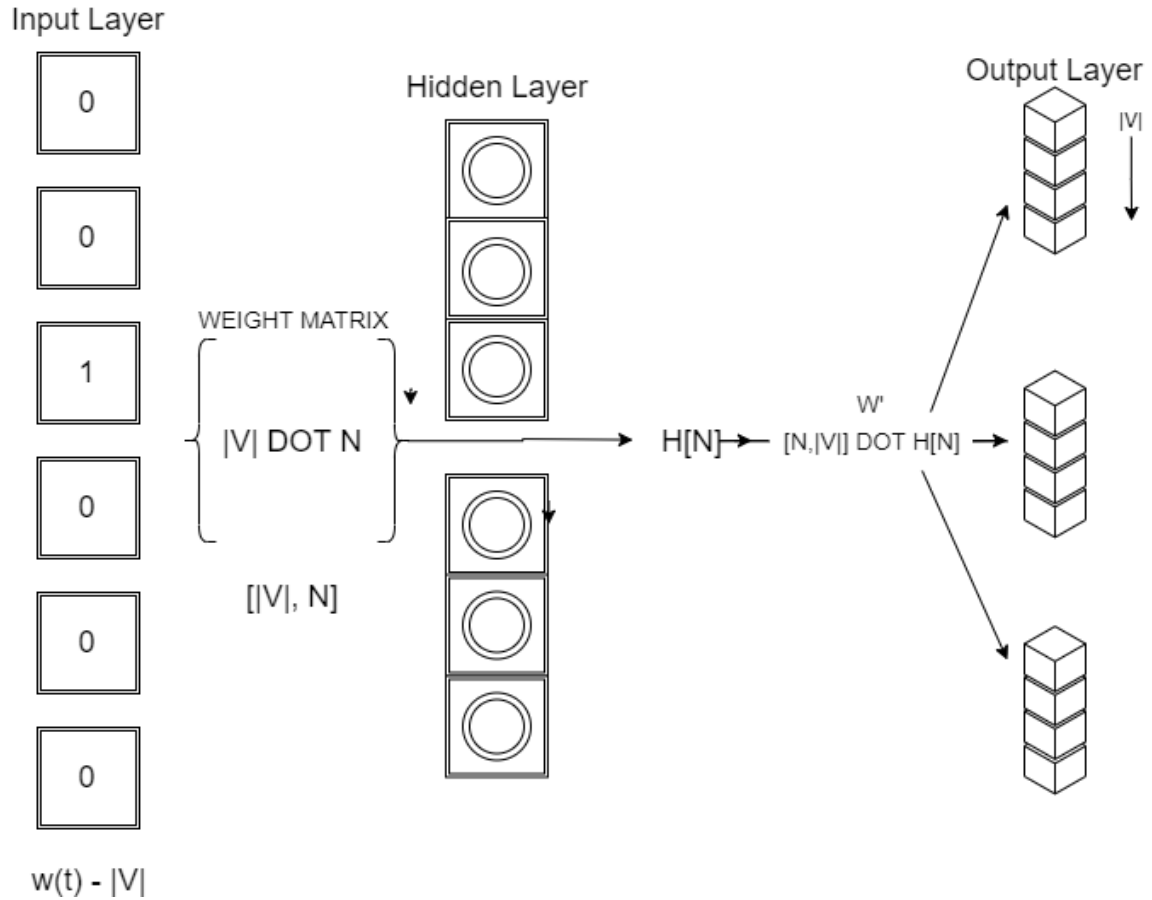 Input Layer
0
0
1
0
0
0
w(t) - |V|
WEIGHT MATRIX
|V| DOT N
[|V|, N]
Hidden Layer
H[N]
W'
[N,|V|] DOT H[N]
Output Layer
|V|